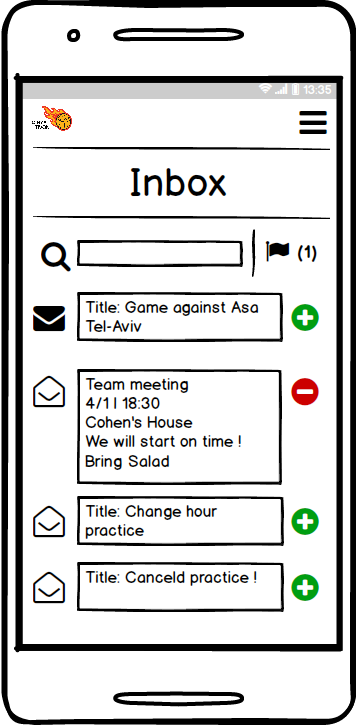 13:35
Inbox
(1)
Title: Game against Asa
Tel-Aviv
Team meeting
4/1 | 18:30
Cohen's House
We will start on time !
Bring Salad
Title: Change hour
practice
Title: Canceld practice !